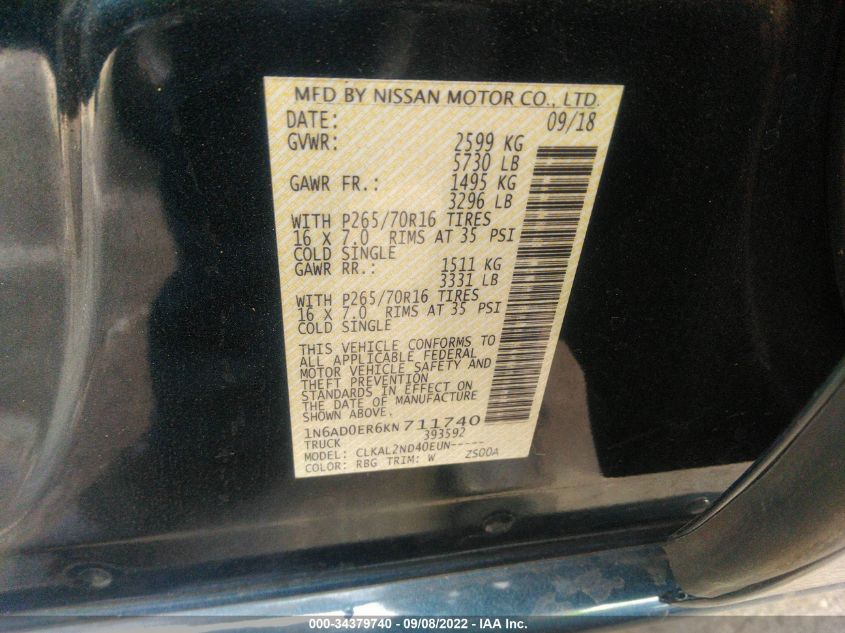 MFD BY NISSAN MOTOR CO., LTD.
DATE: 09/18
GVWR: 2599 KG
5730 LB
GAWR FR.: 1495 KG
3296 LB
WITH P265/70R16 TIRES
16 X 7.0 RIMS AT 35 PSI
COLD SINGLE
GAWR RR.: 1511 KG
3331 LB
WITH P265/70R16 TIRES
16 X 7.0 RIMS AT 35 PSI
COLD SINGLE
THIS VEHICLE CONFORMS TO
ALL APPLICABLE FEDERAL
MOTOR VEHICLE SAFETY AND
THEFT PREVENTION
STANDARDS IN EFFECT ON
THE DATE OF MANUFACTURE
SHOWN ABOVE.
1N6AD0ER6KN711740
TRUCK 393592
MODEL: CLKAL2ND40EUN-----
COLOR: RBG TRIM: W ZS00A
000-34379740 - 09/08/2022 - IAA Inc.